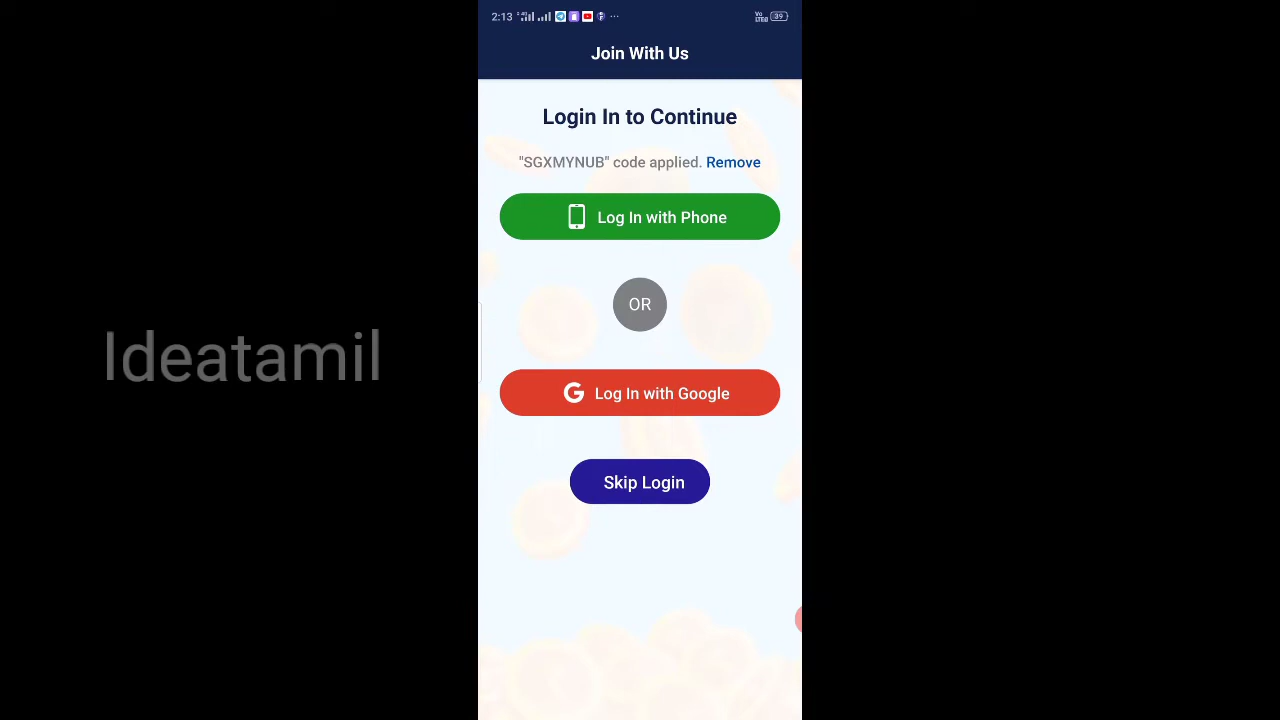 2:13
39
Join With Us
Login In to Continue
"SGXMYNUB" code applied. Remove
Log In with Phone
OR
Ideatamil
Log In with Google
Skip Login